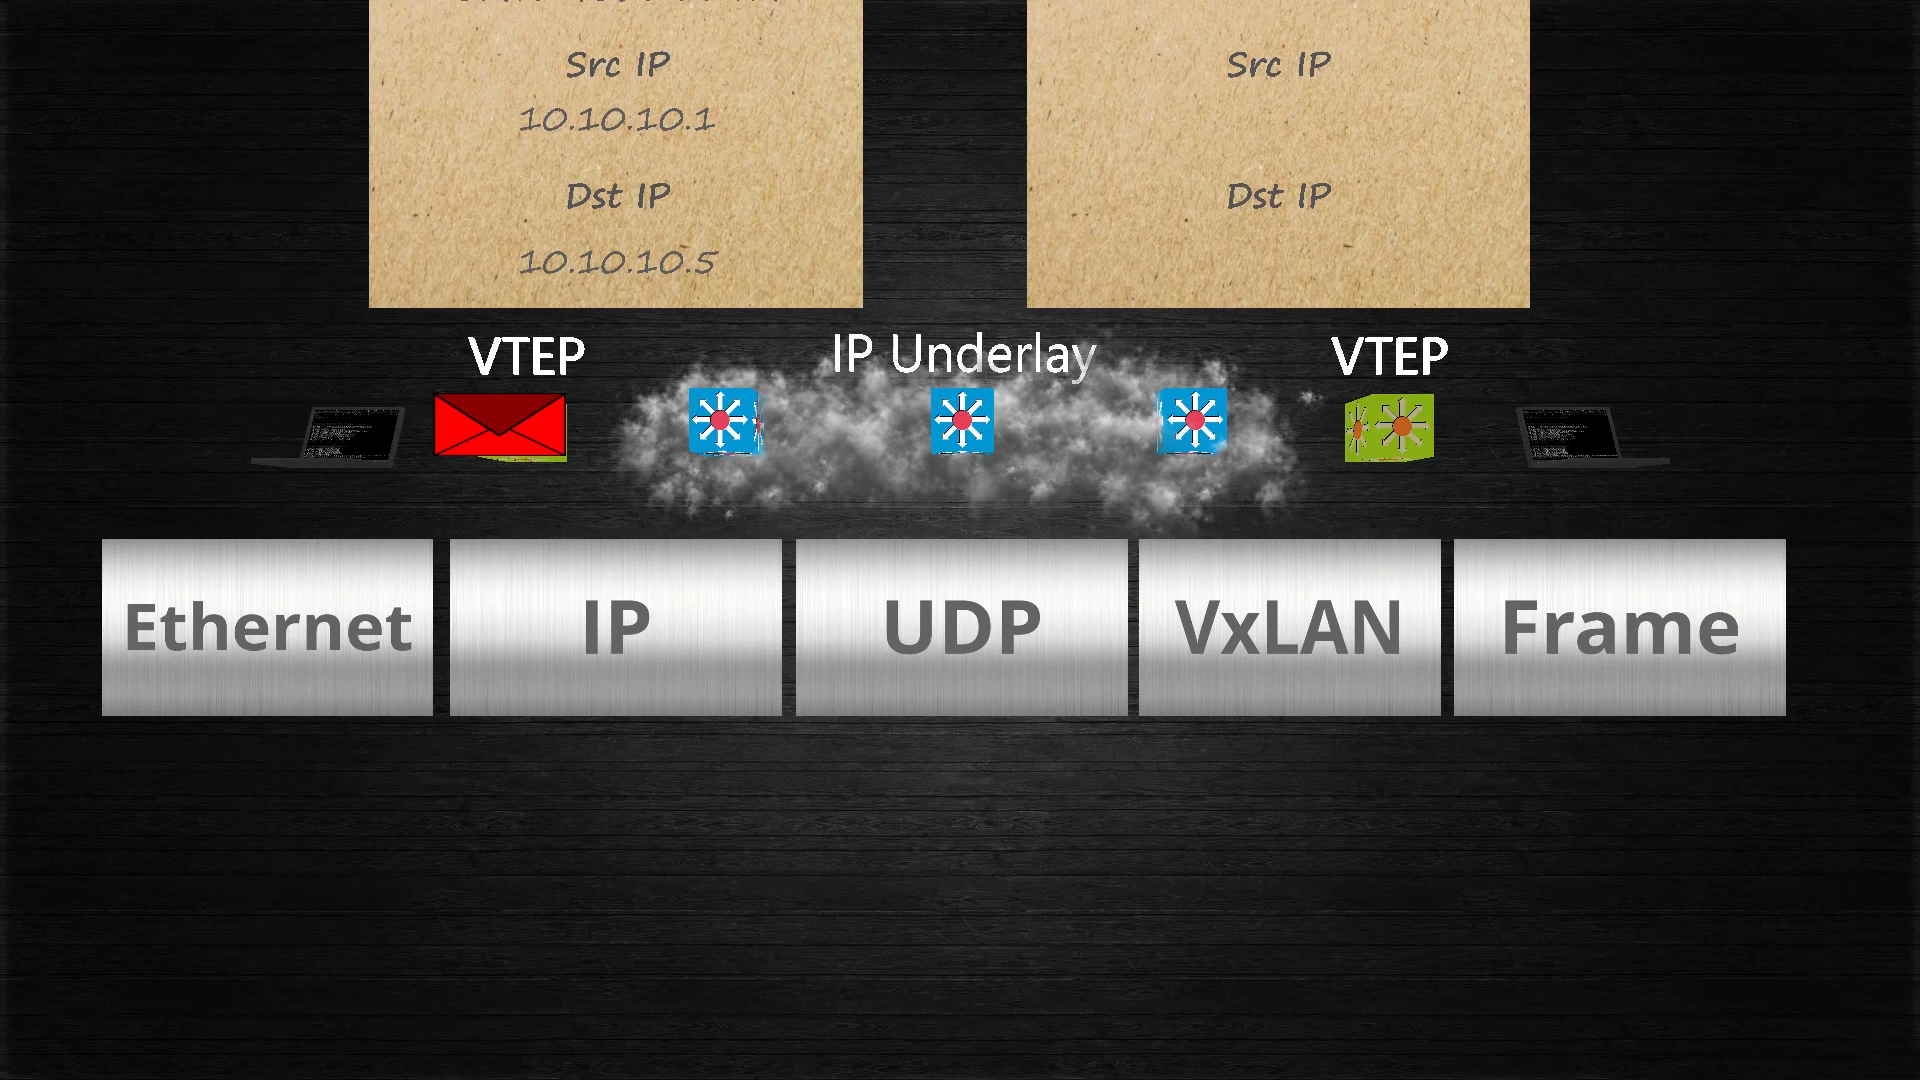 Src IP
10.10.10.1
Dst IP
10.10.10.5
Src IP
Dst IP
VTEP
IP Underlay
VTEP
Ethernet
IP
UDP
VxLAN
Frame